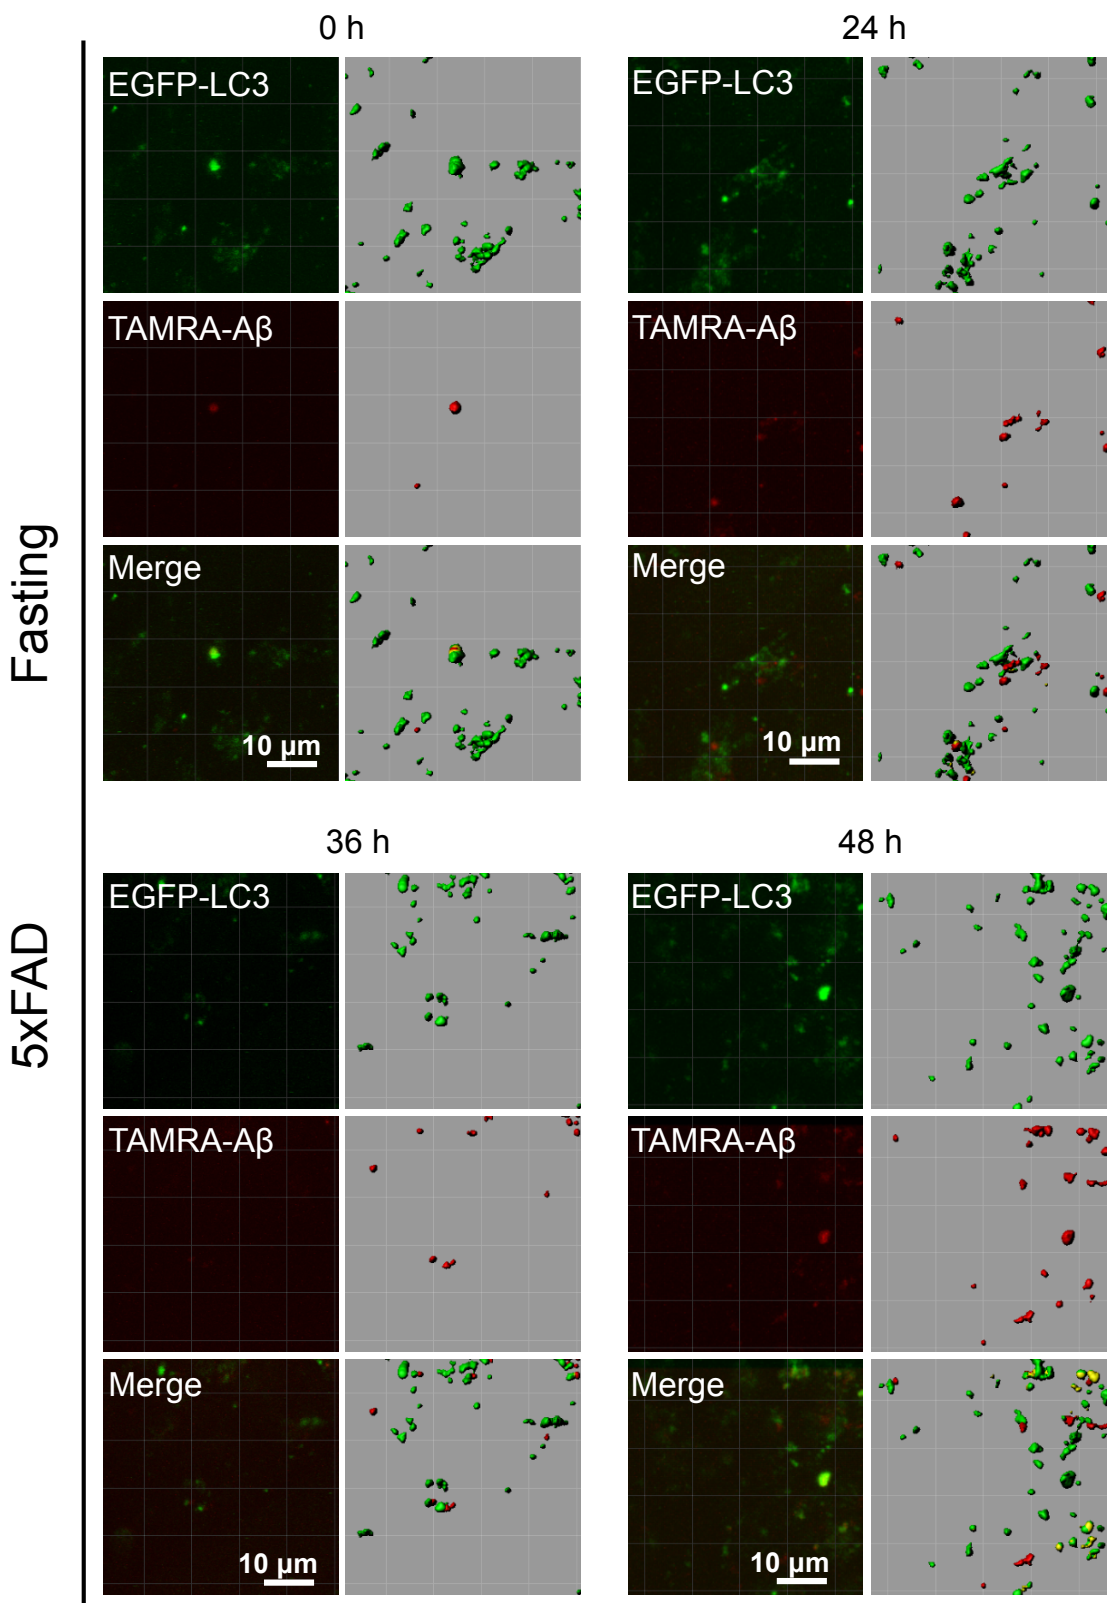 0 h
24 h
EGFP-LC3
EGFP-LC3
TAMRA-Aβ
TAMRA-Aβ
Merge
Merge
10 µm
10 µm
Fasting
36 h
48 h
EGFP-LC3
EGFP-LC3
5xFAD
TAMRA-Aβ
TAMRA-Aβ
Merge
Merge
10 µm
10 µm